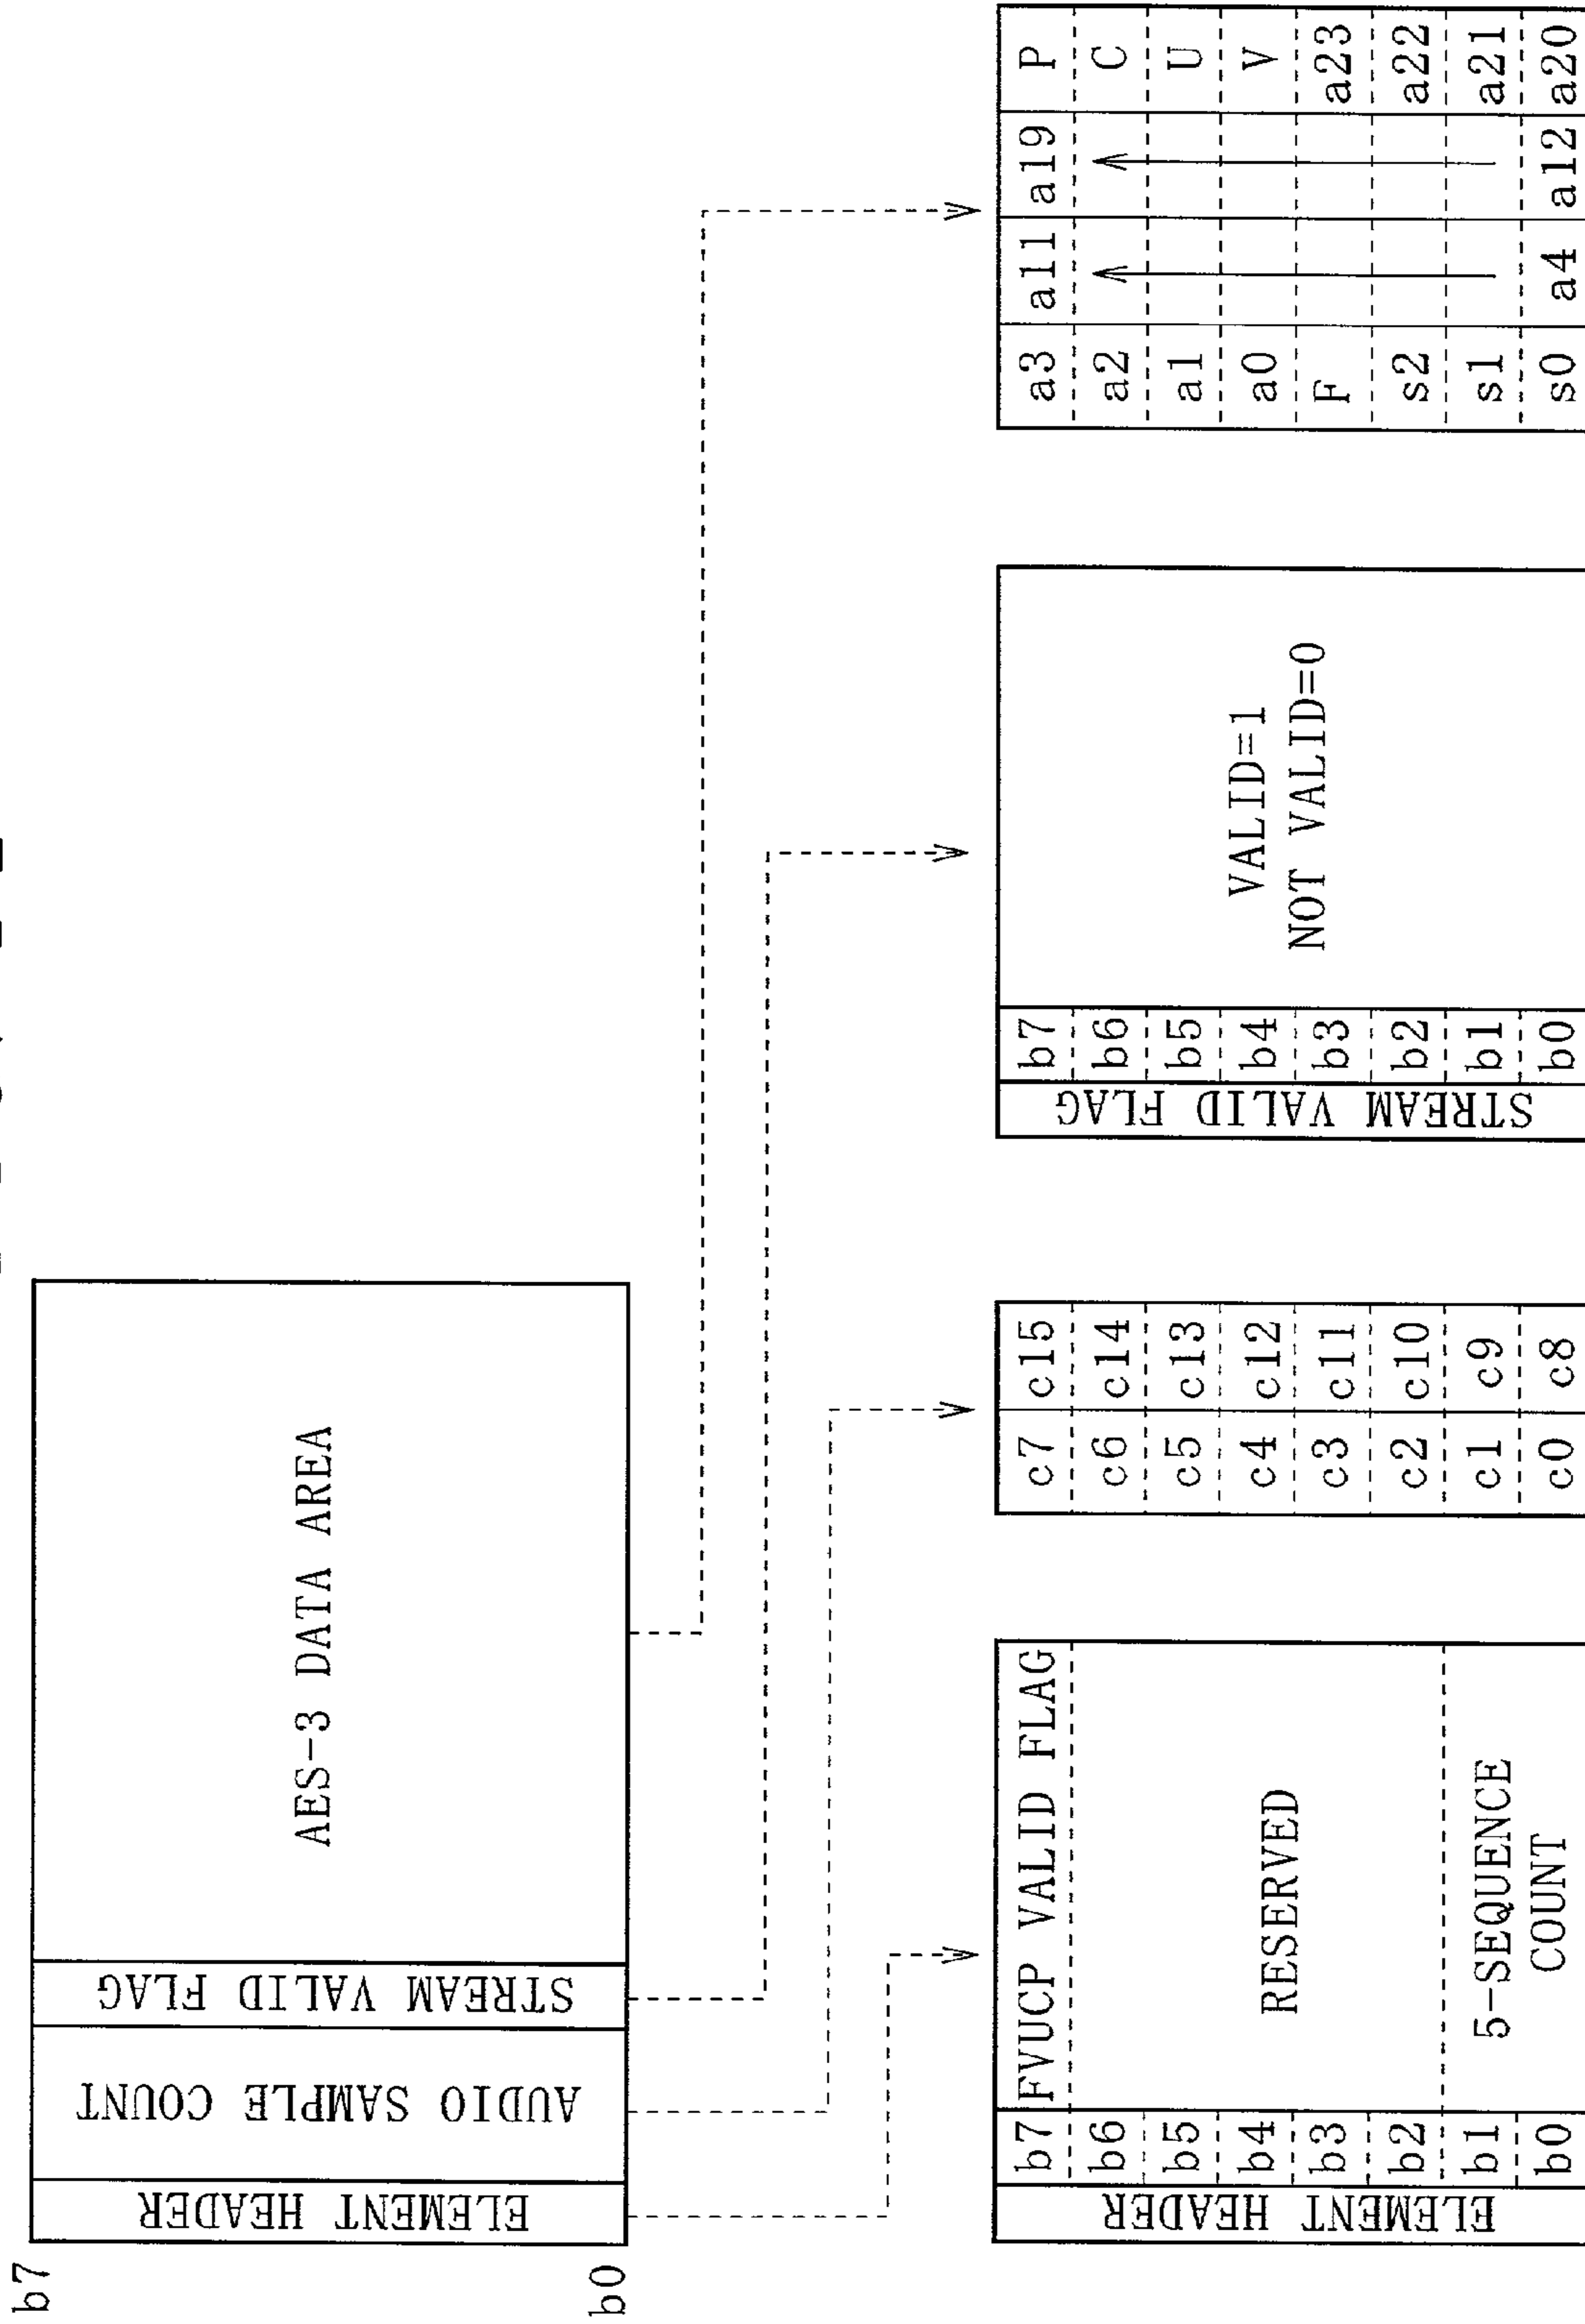 b7
b0
ELEMENT HEADER
AUDIO SAMPLE COUNT
STREAM VALID FLAG
AES-3 DATA AREA
ELEMENT HEADER
b7 FVUCP VALID FLAG
b6
b5
b4
b3
b2
RESERVED
b1
b0
5-SEQUENCE
COUNT
c7 c15
c6 c14
c5 c13
c4 c12
c3 c11
c2 c10
c1 c9
c0 c8
STREAM VALID FLAG
b7
b6
b5
b4
b3
b2
b1
b0
VALID=1
NOT VALID=0
a3 a11 a19 P
a2 C
a1 U
a0 V
F a23
s2 a22
s1 a21
s0 a4 a12 a20